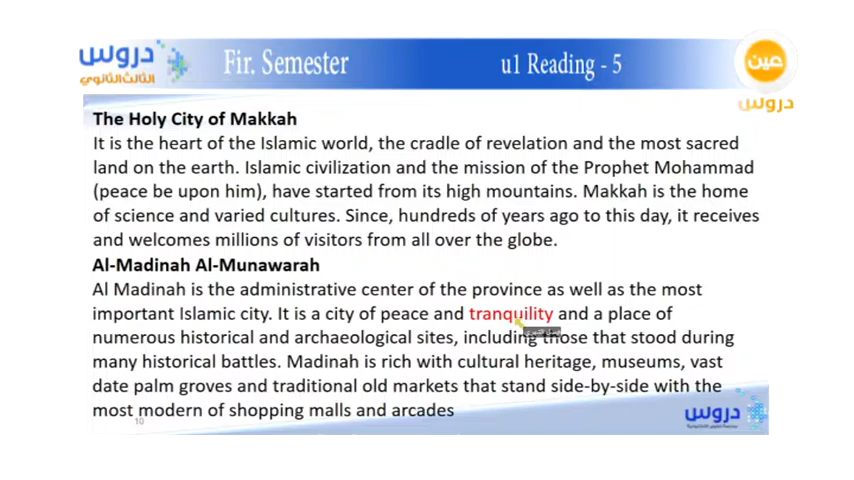 دروس
الثالث الثانوي
Fir. Semester
u1 Reading - 5
عين
دروس
The Holy City of Makkah
It is the heart of the Islamic world, the cradle of revelation and the most sacred
land on the earth. Islamic civilization and the mission of the Prophet Mohammad
(peace be upon him), have started from its high mountains. Makkah is the home
of science and varied cultures. Since, hundreds of years ago to this day, it receives
and welcomes millions of visitors from all over the globe.
Al-Madinah Al-Munawarah
Al Madinah is the administrative center of the province as well as the most
important Islamic city. It is a city of peace and tranquility and a place of
numerous historical and archaeological sites, including those that stood during
many historical battles. Madinah is rich with cultural heritage, museums, vast
date palm groves and traditional old markets that stand side-by-side with the
most modern of shopping malls and arcades
10
دروس